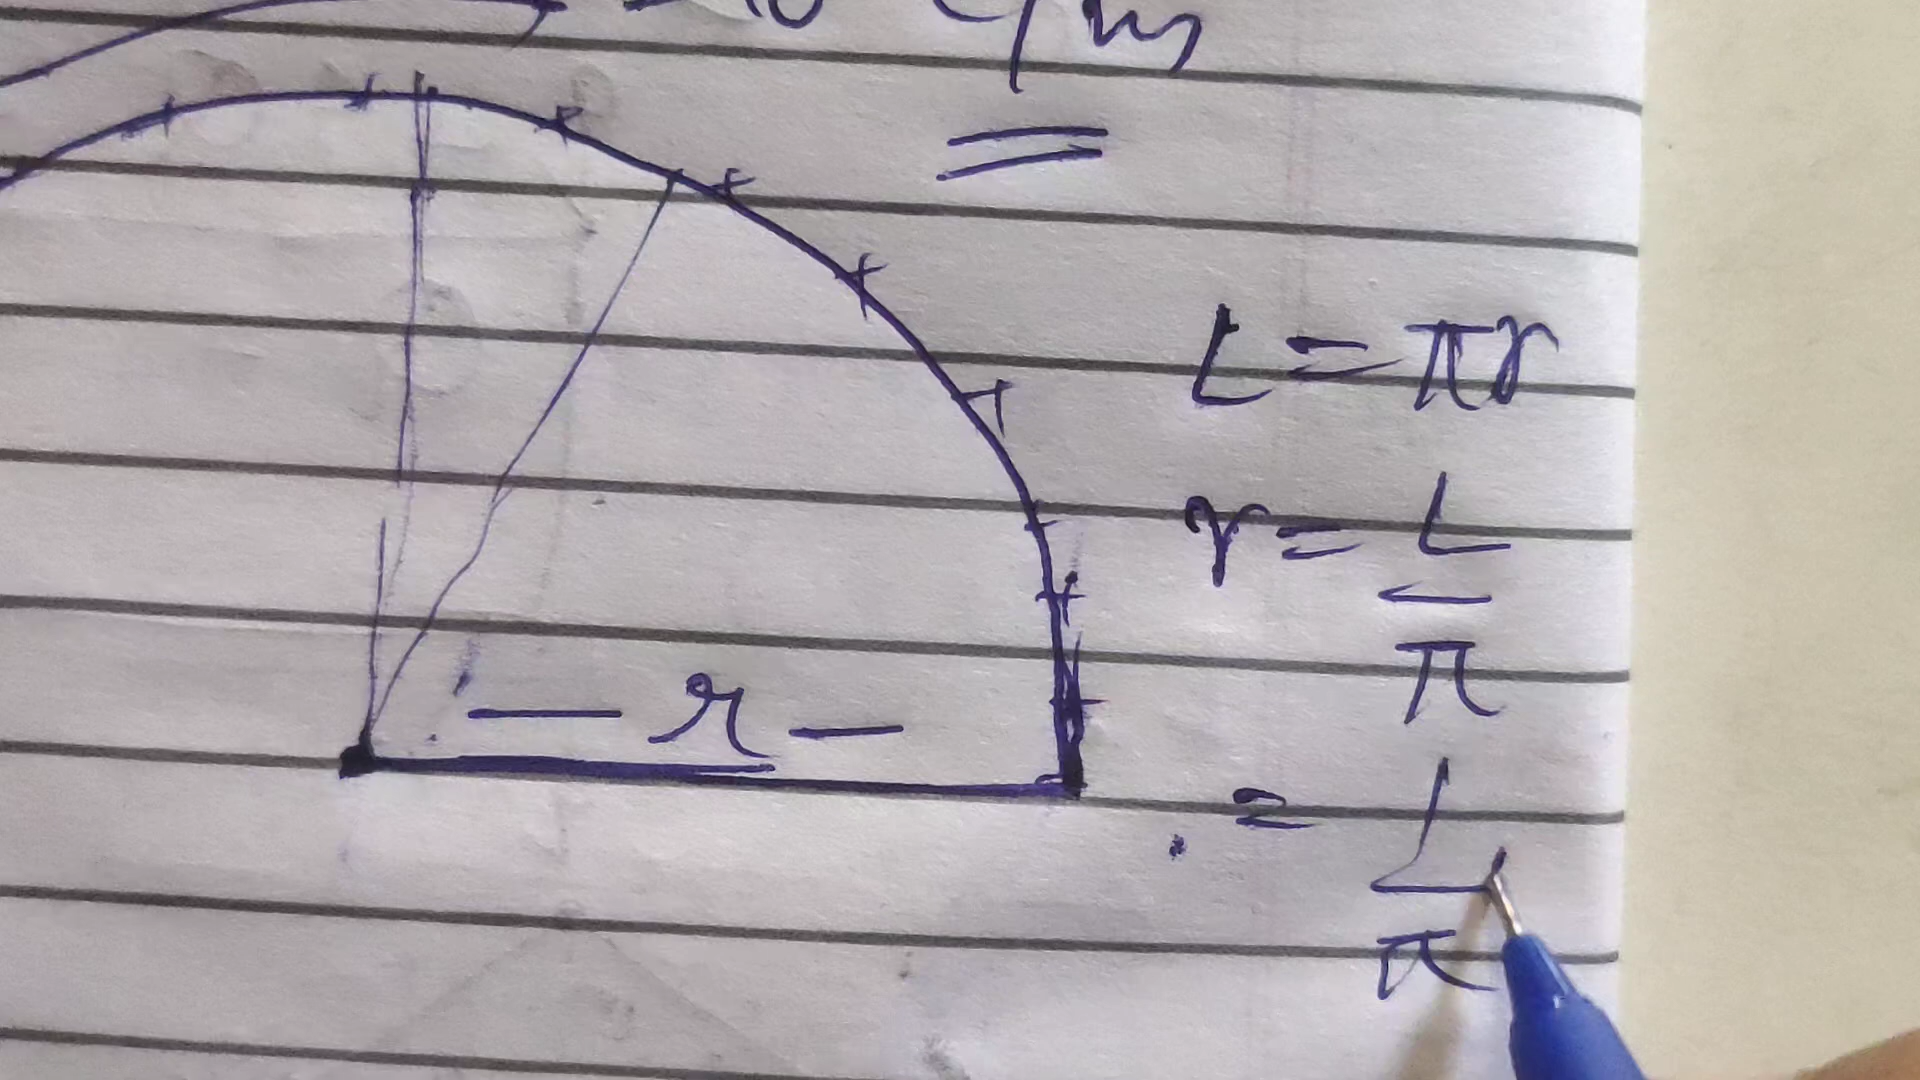 C/m
r
L = πr
r = L/π
= L/π